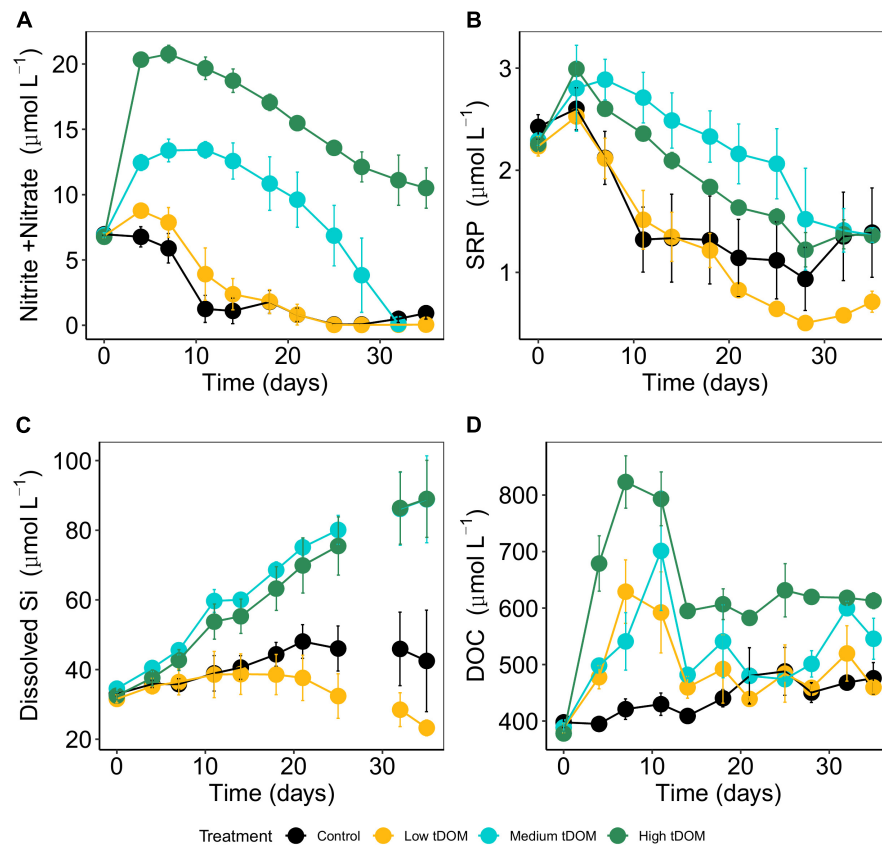 A
Nitrite +Nitrate (μmol L⁻¹)
20
15
10
5
0
0 10 20 30
Time (days)
B
SRP (μmol L⁻¹)
3
2
1
0 10 20 30
Time (days)
C
Dissolved Si (μmol L⁻¹)
100
80
60
40
20
0 10 20 30
Time (days)
D
DOC (μmol L⁻¹)
800
700
600
500
400
0 10 20 30
Time (days)
Treatment Control Low tDOM Medium tDOM High tDOM